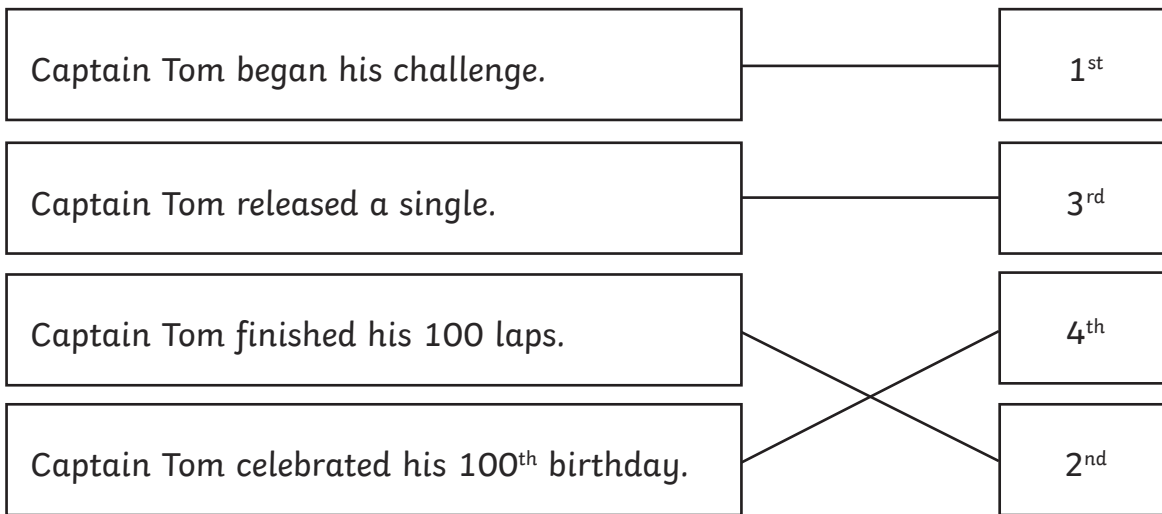 Captain Tom began his challenge. 1st
Captain Tom released a single. 3rd
Captain Tom finished his 100 laps. 4th
Captain Tom celebrated his 100th birthday. 2nd